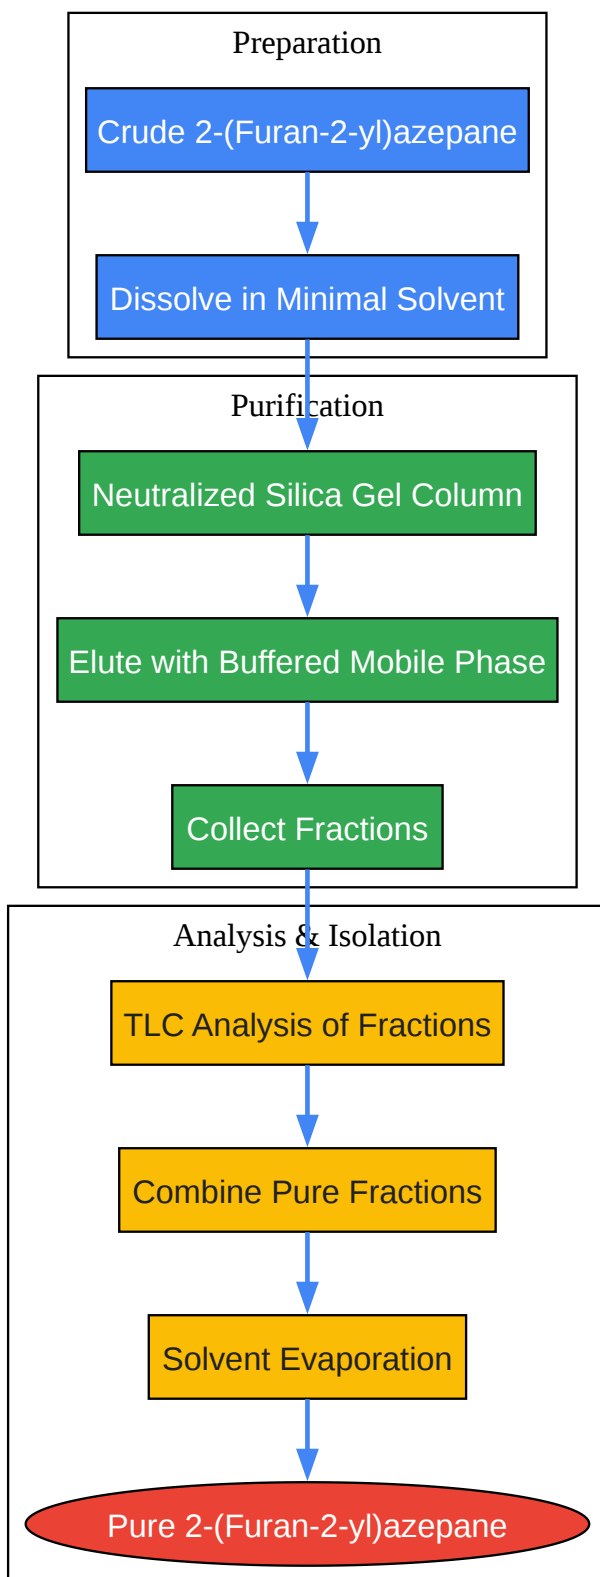 Preparation
Crude 2-(Furan-2-yl)azepane
Dissolve in Minimal Solvent
Purification
Neutralized Silica Gel Column
Elute with Buffered Mobile Phase
Collect Fractions
Analysis & Isolation
TLC Analysis of Fractions
Combine Pure Fractions
Solvent Evaporation
Pure 2-(Furan-2-yl)azepane